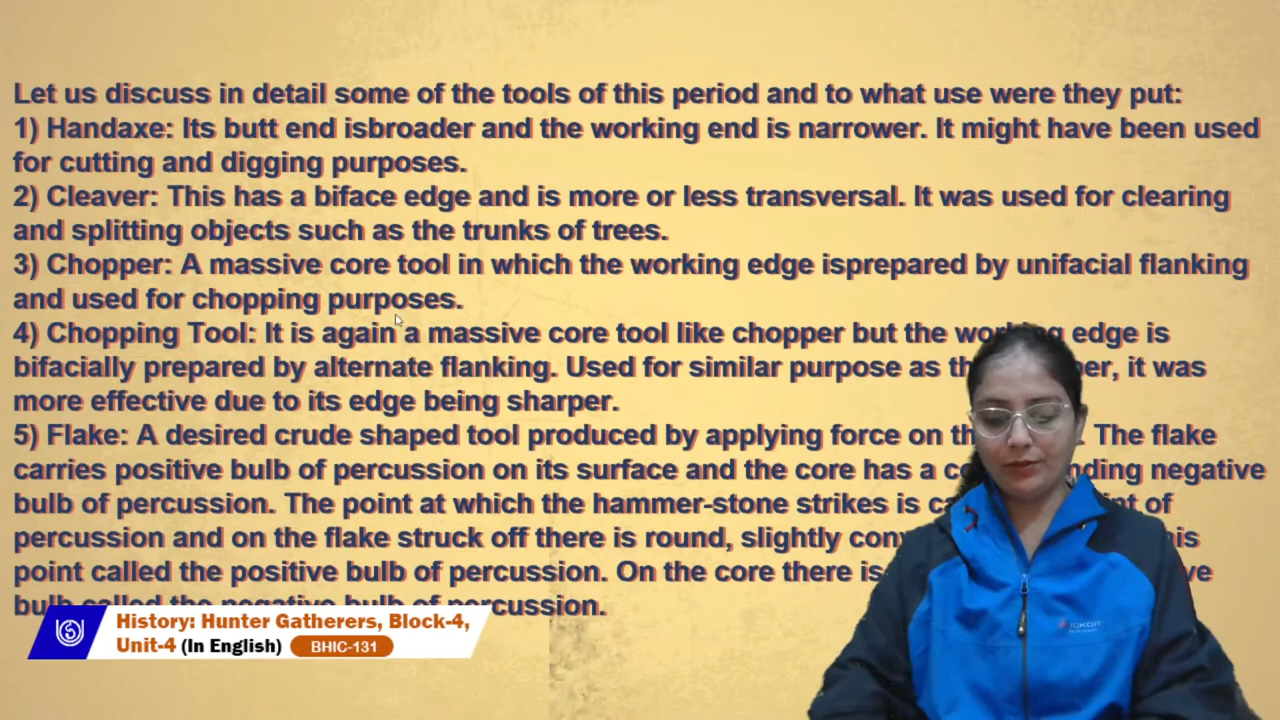 Let us discuss in detail some of the tools of this period and to what use were they put:
1) Handaxe: Its butt end isbroader and the working end is narrower. It might have been used
for cutting and digging purposes.
2) Cleaver: This has a biface edge and is more or less transversal. It was used for clearing
and splitting objects such as the trunks of trees.
3) Chopper: A massive core tool in which the working edge isprepared by unifacial flanking
and used for chopping purposes.
4) Chopping Tool: It is again a massive core tool like chopper but the working edge is
bifacially prepared by alternate flanking. Used for similar purpose as the, it was
more effective due to its edge being sharper.
5) Flake: A desired crude shaped tool produced by applying force on The flake
carries positive bulb of percussion on its surface and the core has a negative
bulb of percussion. The point at which the hammer-stone strikes is of
percussion and on the flake struck off there is round, slightly
point called the positive bulb of percussion. On the core there is
bulb called the negative bulb of percussion.
History: Hunter Gatherers, Block-4,
Unit-4 (In English) BHIC-131